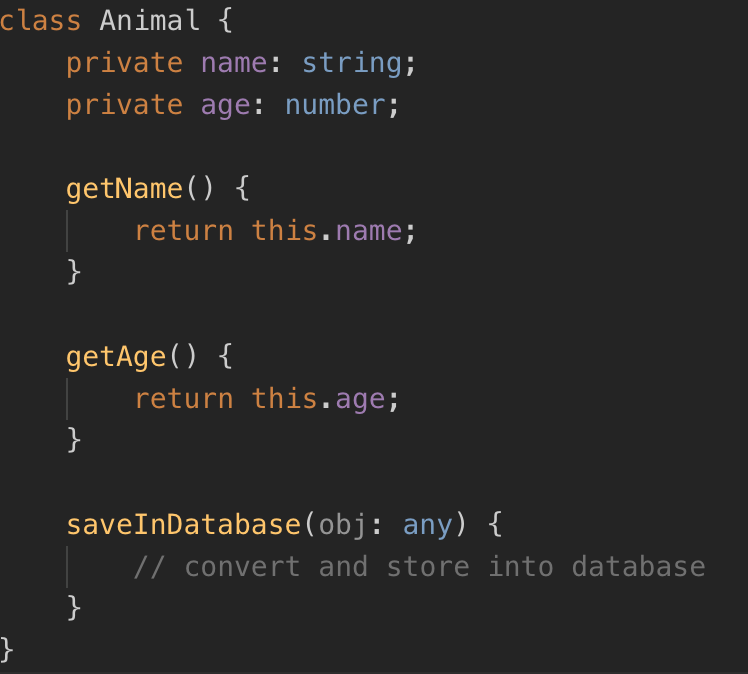 class Animal {
    private name: string;
    private age: number;

    getName() {
        return this.name;
    }

    getAge() {
        return this.age;
    }

    saveInDatabase(obj: any) {
        // convert and store into database
    }
}